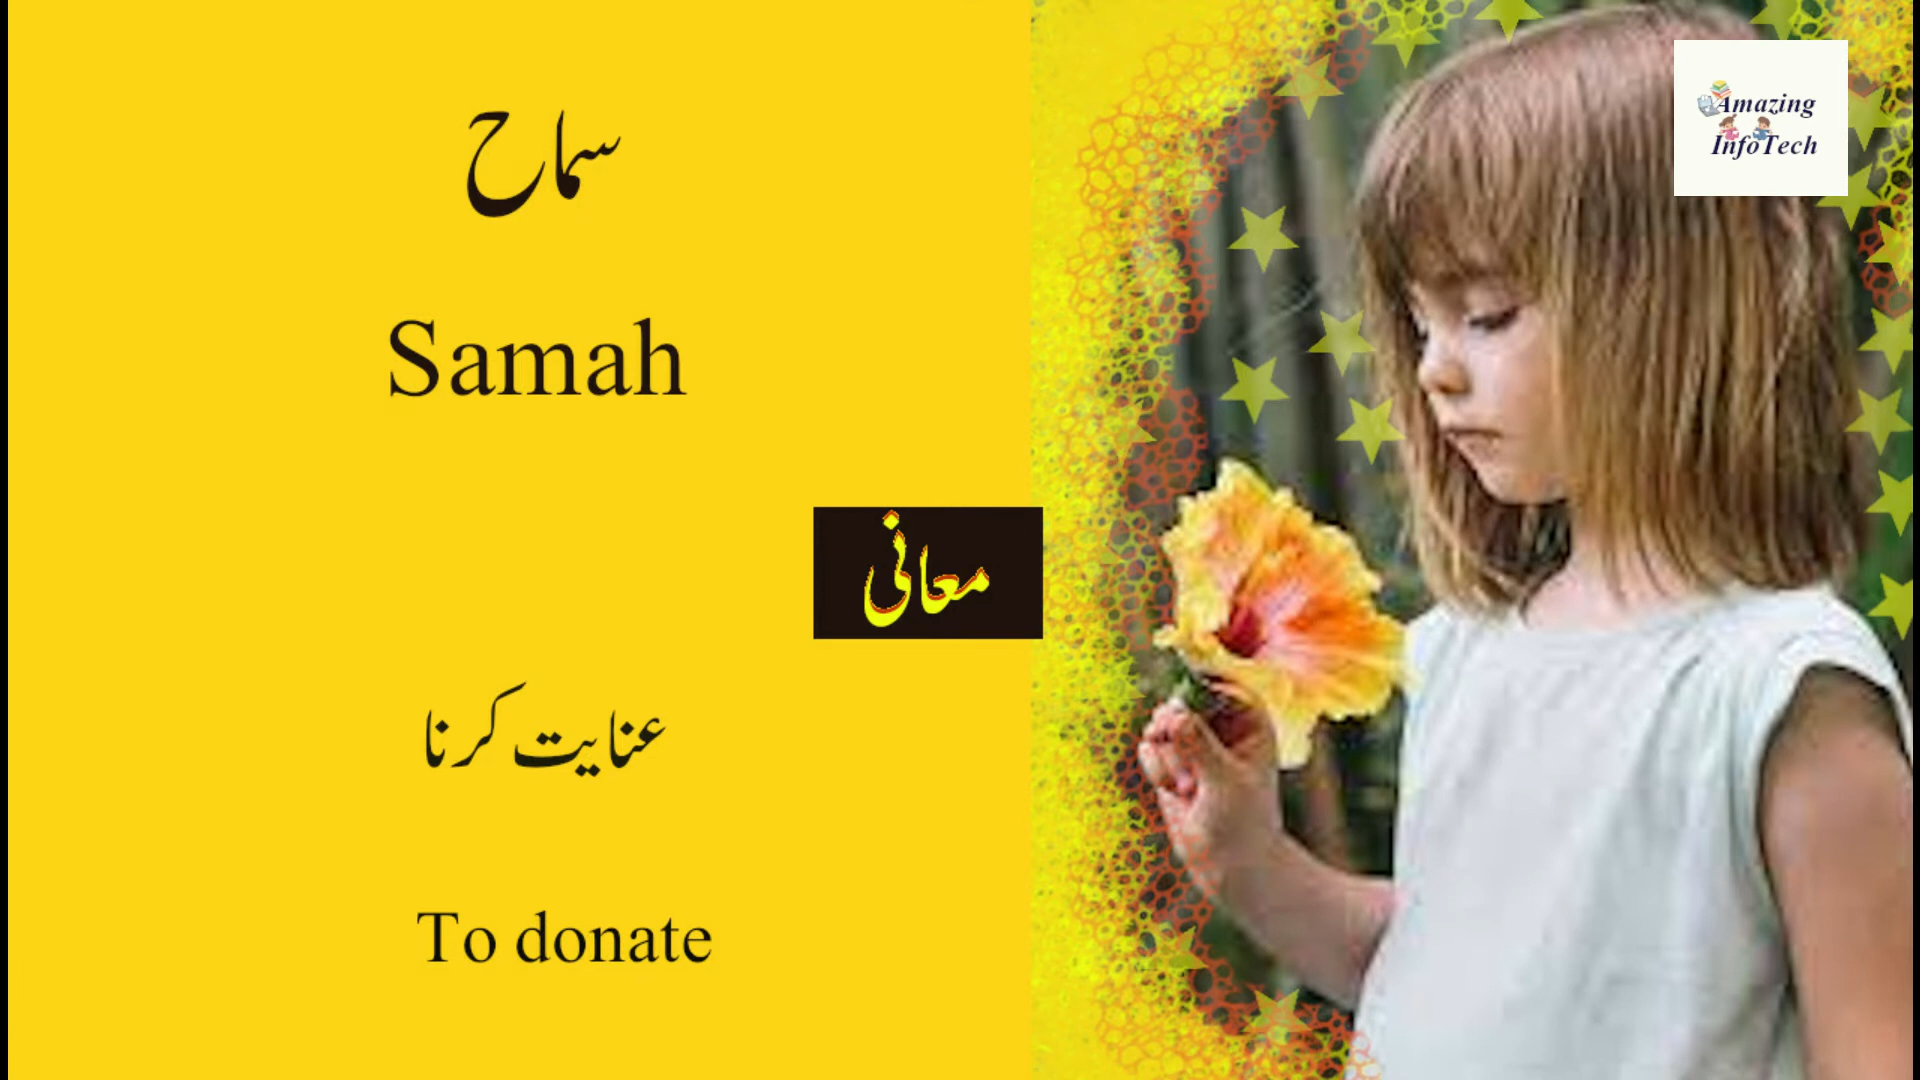 سماح
Samah
معانی
عنایت کرنا
To donate
Amazing
InfoTech